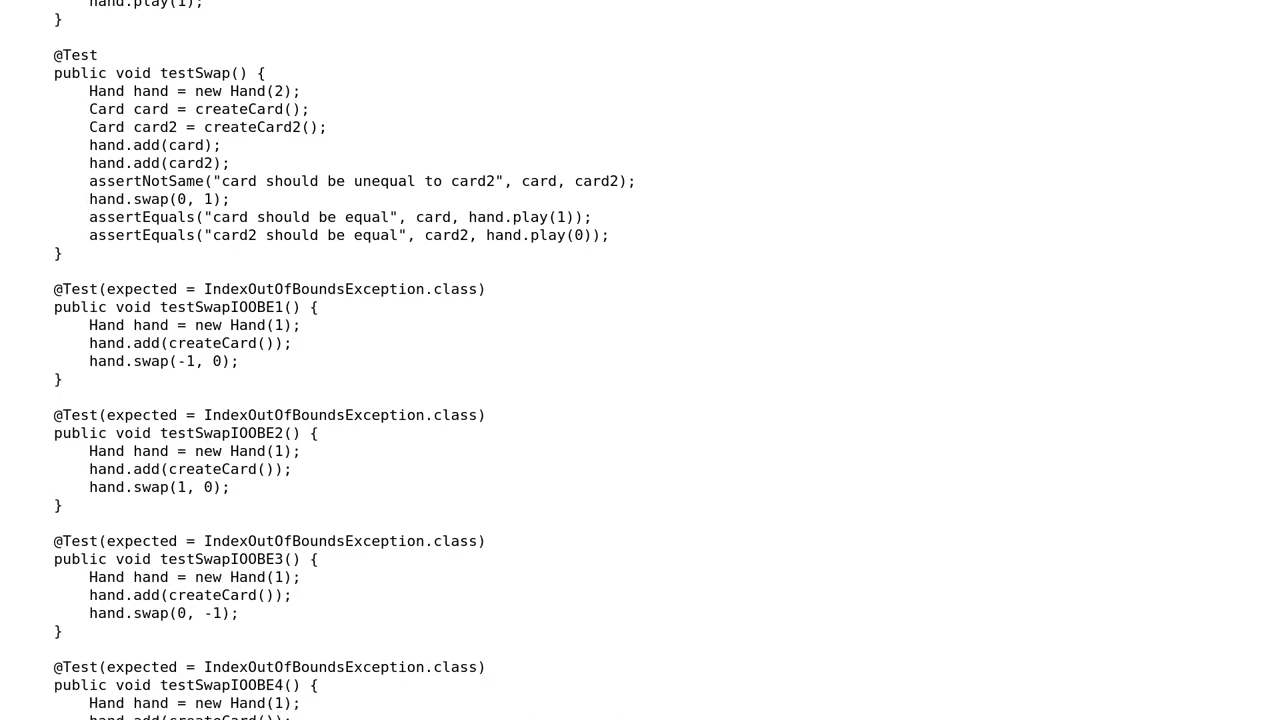 hand.play(1);
}
@Test
public void testSwap() {
Hand hand = new Hand(2);
Card card = createCard();
Card card2 = createCard2();
hand.add(card);
hand.add(card2);
assertNotSame("card should be unequal to card2", card, card2);
hand.swap(0, 1);
assertEquals("card should be equal", card, hand.play(1));
assertEquals("card2 should be equal", card2, hand.play(0));
}
@Test(expected = IndexOutOfBoundsException.class)
public void testSwapIOOBE1() {
Hand hand = new Hand(1);
hand.add(createCard());
hand.swap(-1, 0);
}
@Test(expected = IndexOutOfBoundsException.class)
public void testSwapIOOBE2() {
Hand hand = new Hand(1);
hand.add(createCard());
hand.swap(1, 0);
}
@Test(expected = IndexOutOfBoundsException.class)
public void testSwapIOOBE3() {
Hand hand = new Hand(1);
hand.add(createCard());
hand.swap(0, -1);
}
@Test(expected = IndexOutOfBoundsException.class)
public void testSwapIOOBE4() {
Hand hand = new Hand(1);
hand.add(createCard());